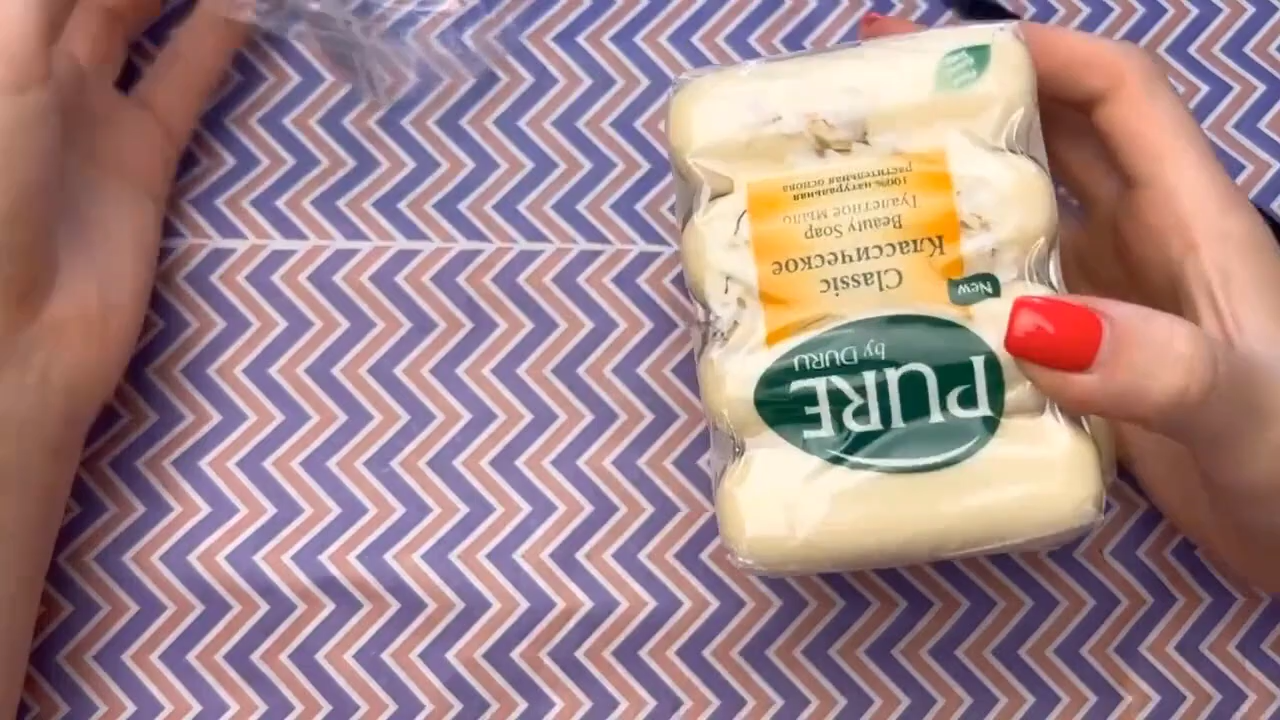 PURE
by DURU
New
Classic
Классическое
Beauty Soap
Туалетное мыло
100% натуральная
растительная основа